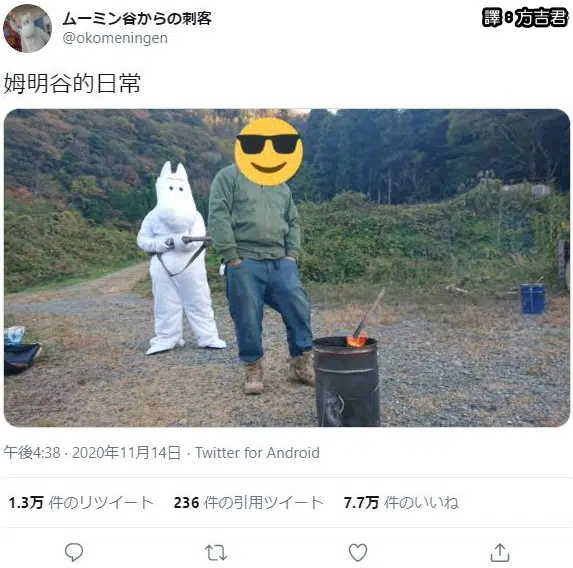 ムーミン谷からの刺客
譯:方吉君
@okomeningen
姆明谷的日常
午後4:38 · 2020年11月14日 · Twitter for Android
1.3万 件のリツイート 236 件の引用ツイート 7.7万 件のいいね